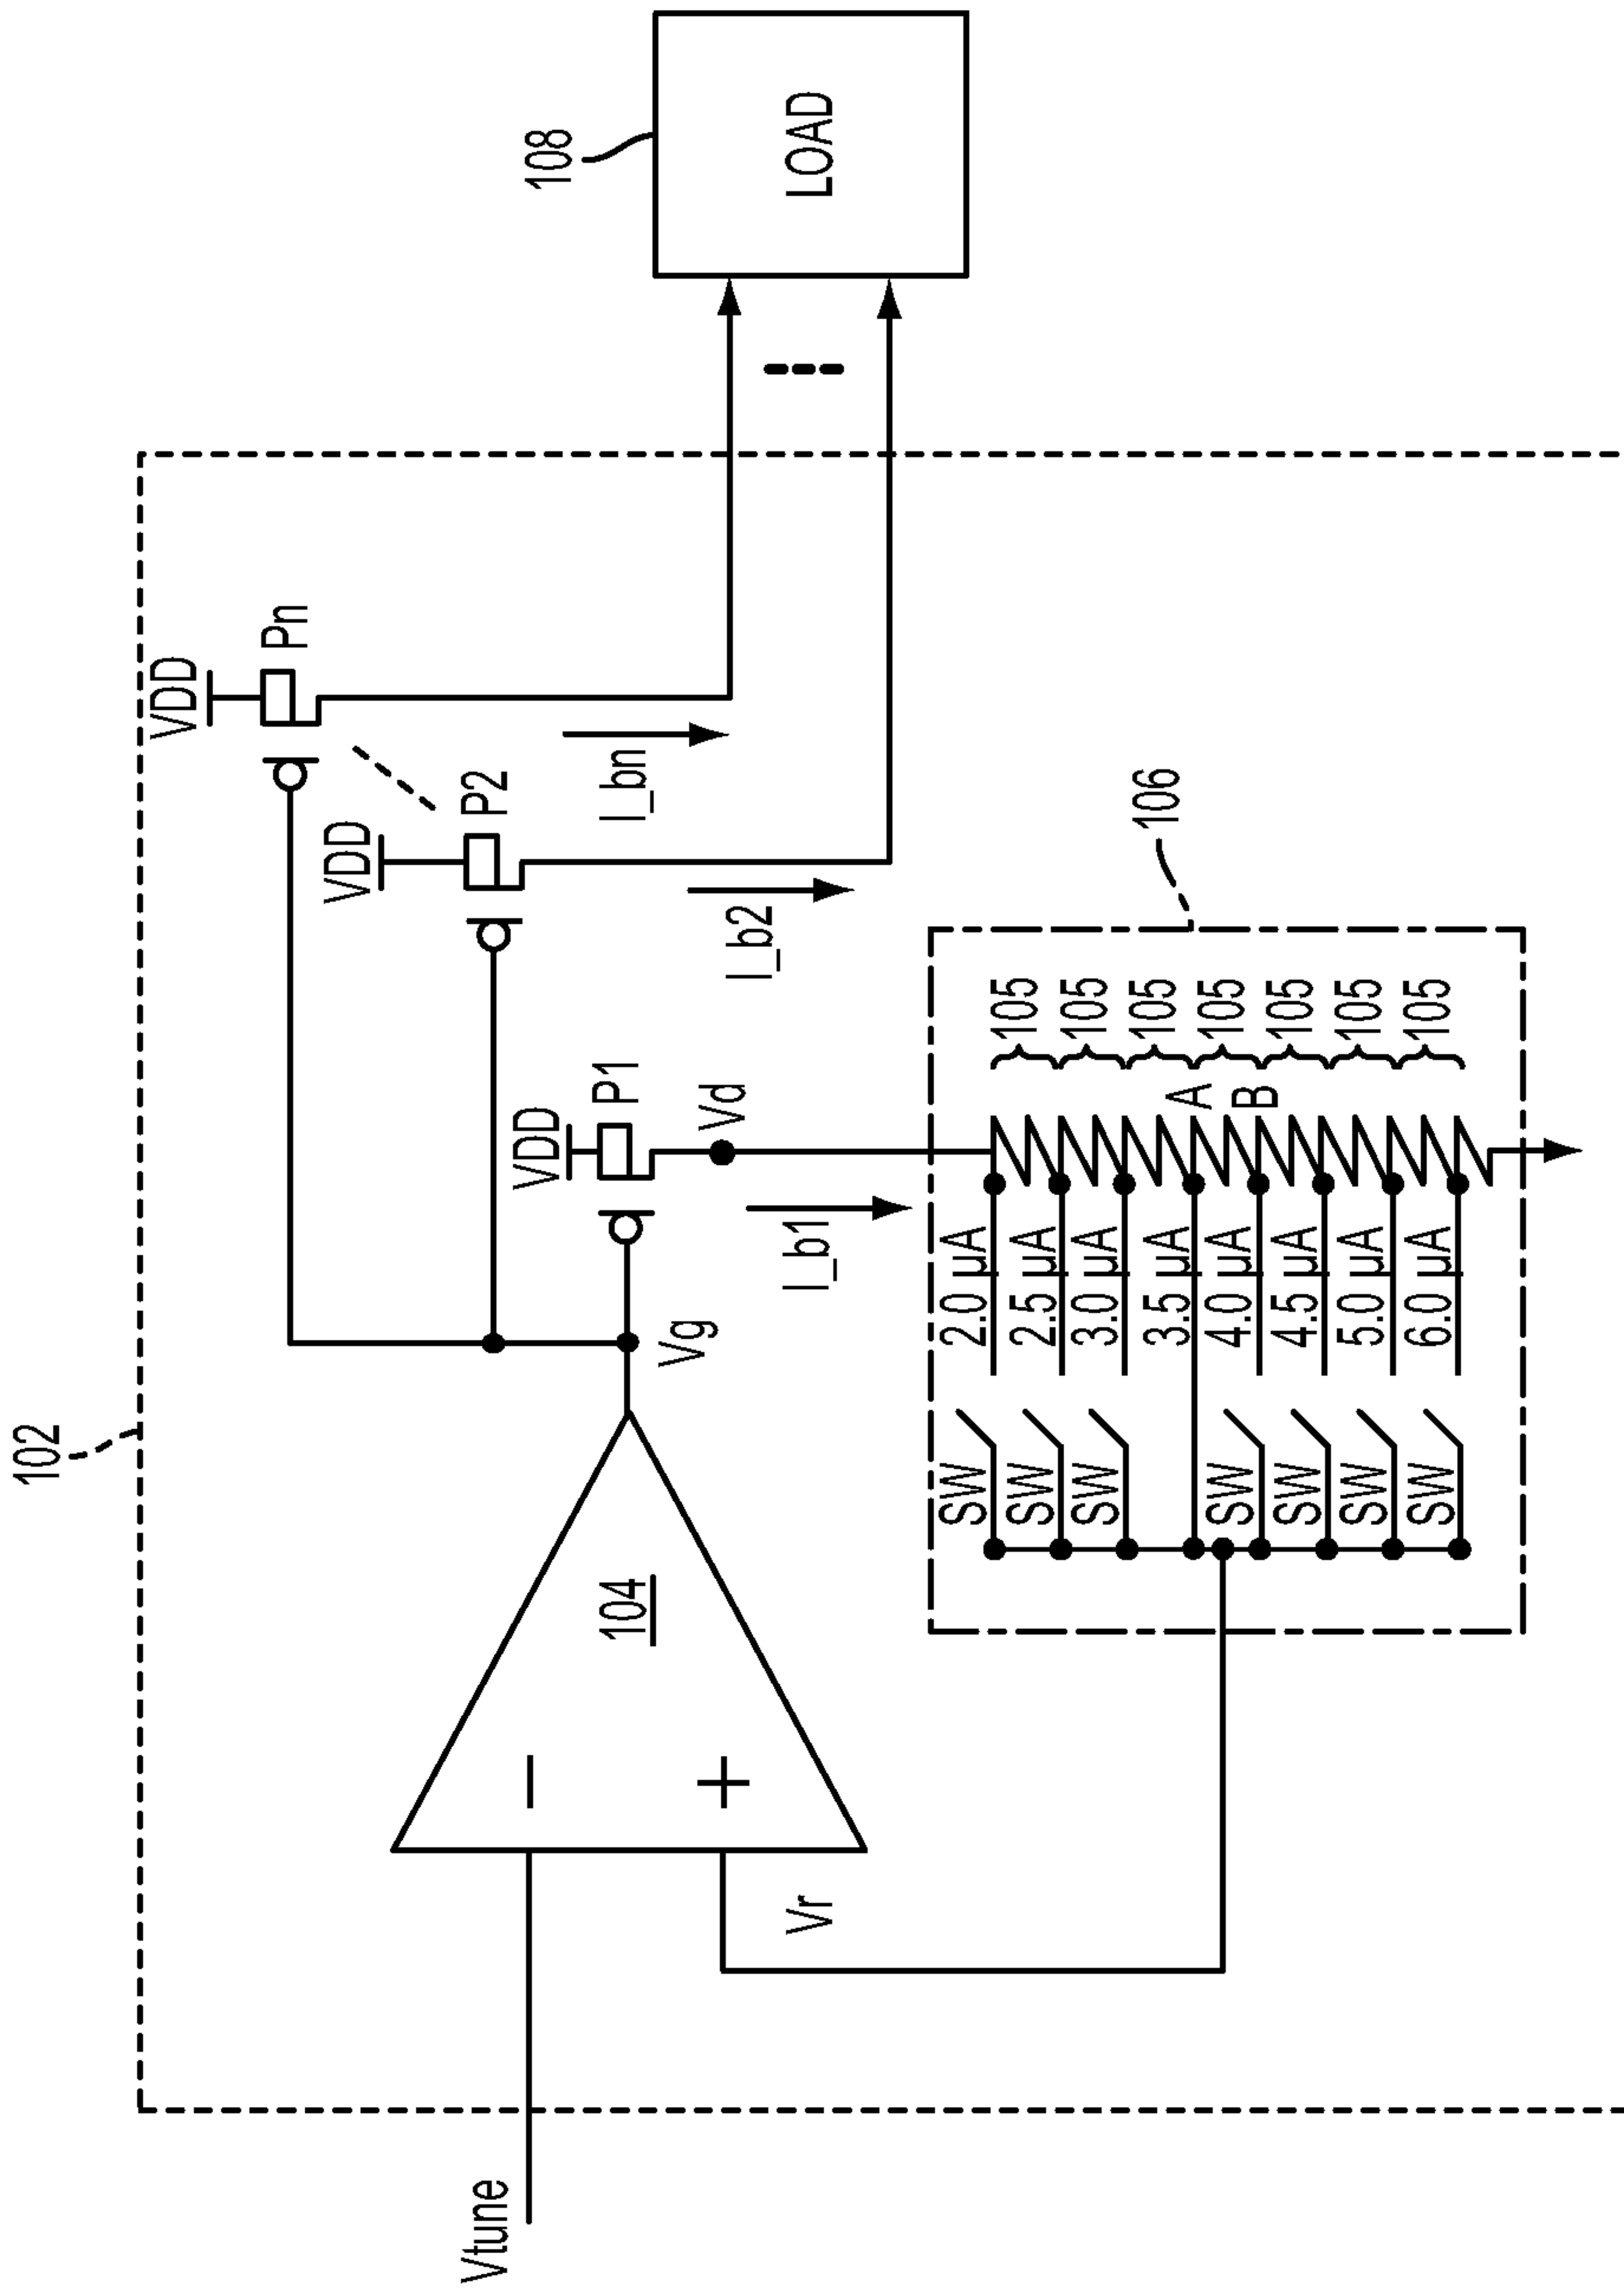 102
VDD
Pn
VDD
P2
VDD
P1
108
LOAD
104
−
+
Vtune
Vr
Vg
Vd
I_bn
I_b2
I_b1
106
SW
2.0 µA
105
SW
2.5 µA
105
SW
3.0 µA
105
3.5 µA
A
105
SW
4.0 µA
B
105
SW
4.5 µA
105
SW
5.0 µA
105
SW
6.0 µA